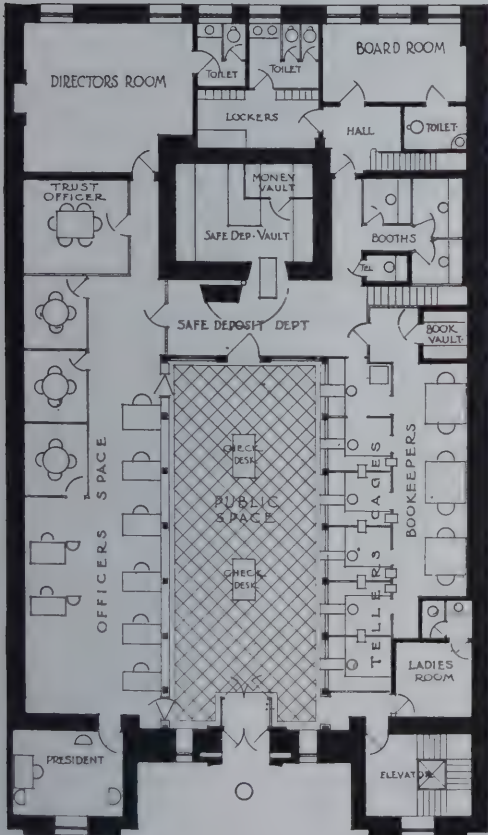 DIRECTORS ROOM
TOILET
TOILET
BOARD ROOM
LOCKERS
HALL
TOILET.
TRUST
OFFICER
MONEY
VAULT
SAFE DEP. VAULT
BOOTHS
TEL
SAFE DEPOSIT DEPT
BOOK
VAULT.
OFFICERS SPACE
CHECK
DESK
PUBLIC
SPACE
CHECK
DESK
TELLERS CAGES
BOOKEEPERS
LADIES
ROOM
PRESIDENT
ELEVATOR